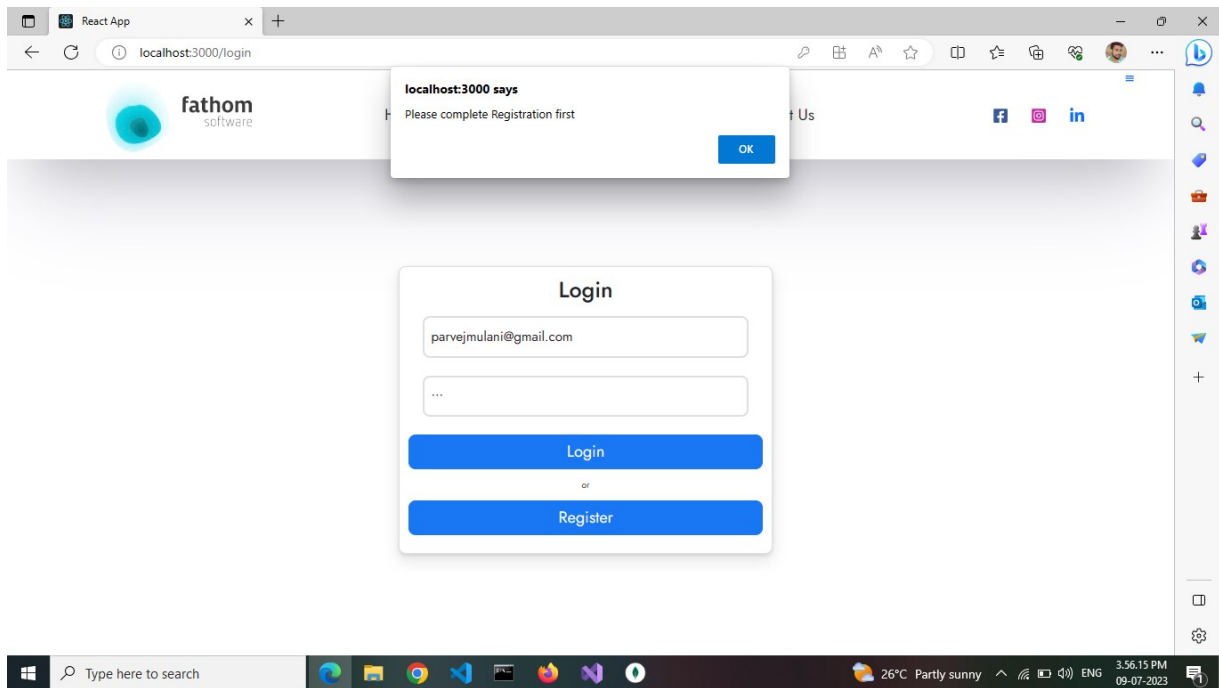 React App
localhost:3000/login
localhost:3000 says
Please complete Registration first
OK
fathom
software
H
t Us
in
Login
parvejmulani@gmail.com
...
Login
or
Register
Type here to search
26°C Partly sunny
ENG
3.56.15 PM
09-07-2023
1